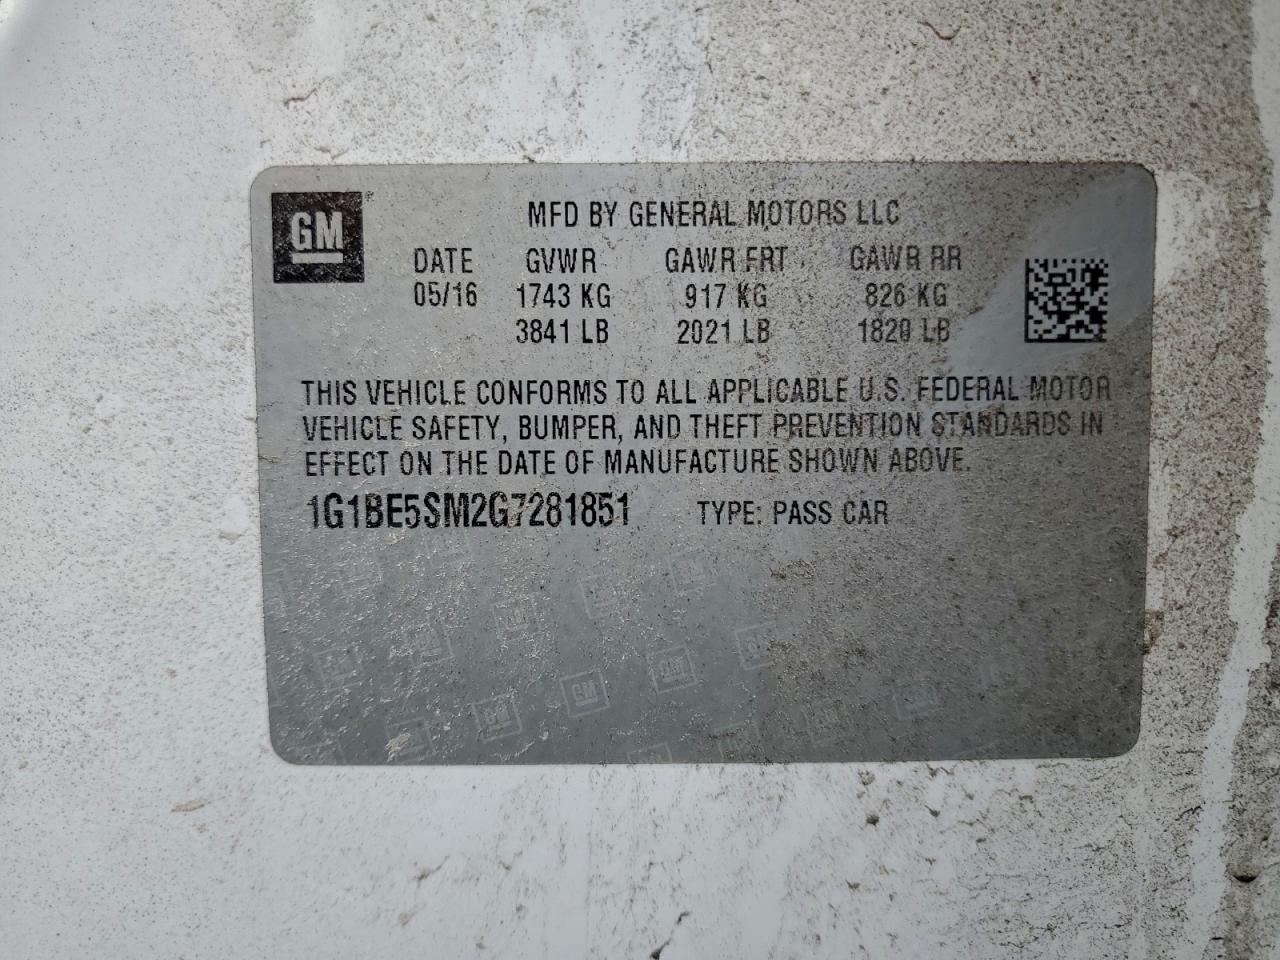 GM
MFD BY GENERAL MOTORS LLC
DATE GVWR GAWR FRT GAWR RR
05/16 1743 KG 917 KG 826 KG
3841 LB 2021 LB 1820 LB
THIS VEHICLE CONFORMS TO ALL APPLICABLE U.S. FEDERAL MOTOR
VEHICLE SAFETY, BUMPER, AND THEFT PREVENTION STANDARDS IN
EFFECT ON THE DATE OF MANUFACTURE SHOWN ABOVE.
1G1BE5SM2G7281851 TYPE: PASS CAR